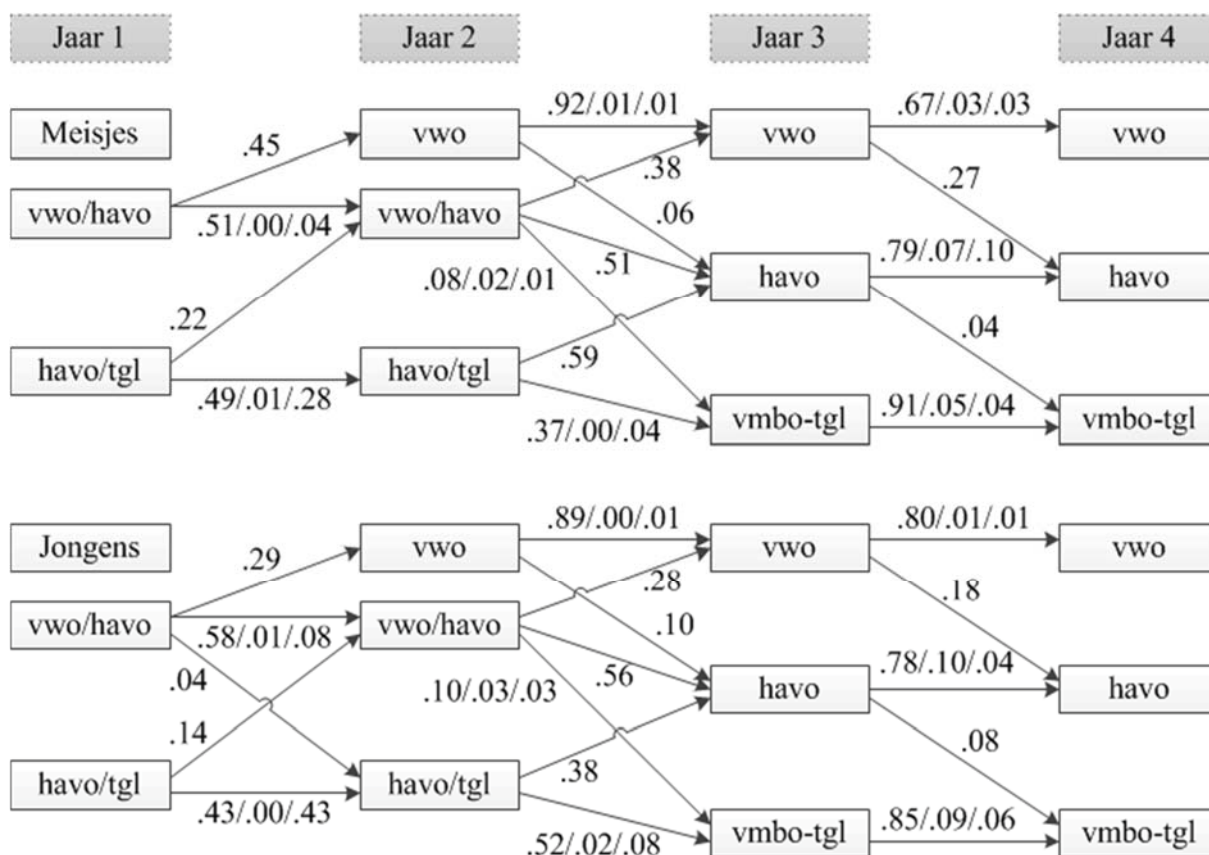 Jaar 1 Jaar 2 Jaar 3 Jaar 4
Meisjes vwo .92/.01/.01 vwo .67/.03/.03 vwo
.45
.38
.27
vwo/havo vwo/havo
.51/.00/.04
.06
.79/.07/.10
.51
havo havo
.08/.02/.01
.22
.04
.59
havo/tgl havo/tgl
.49/.01/.28
.91/.05/.04
vmbo-tgl vmbo-tgl
.37/.00/.04
Jongens vwo .89/.00/.01 vwo .80/.01/.01 vwo
.29
.28
.18
vwo/havo vwo/havo
.58/.01/.08
.10
.78/.10/.04
.04
.56
.10/.03/.03
havo havo
.14
.08
.38
havo/tgl havo/tgl
.43/.00/.43
.85/.09/.06
.52/.02/.08
vmbo-tgl vmbo-tgl